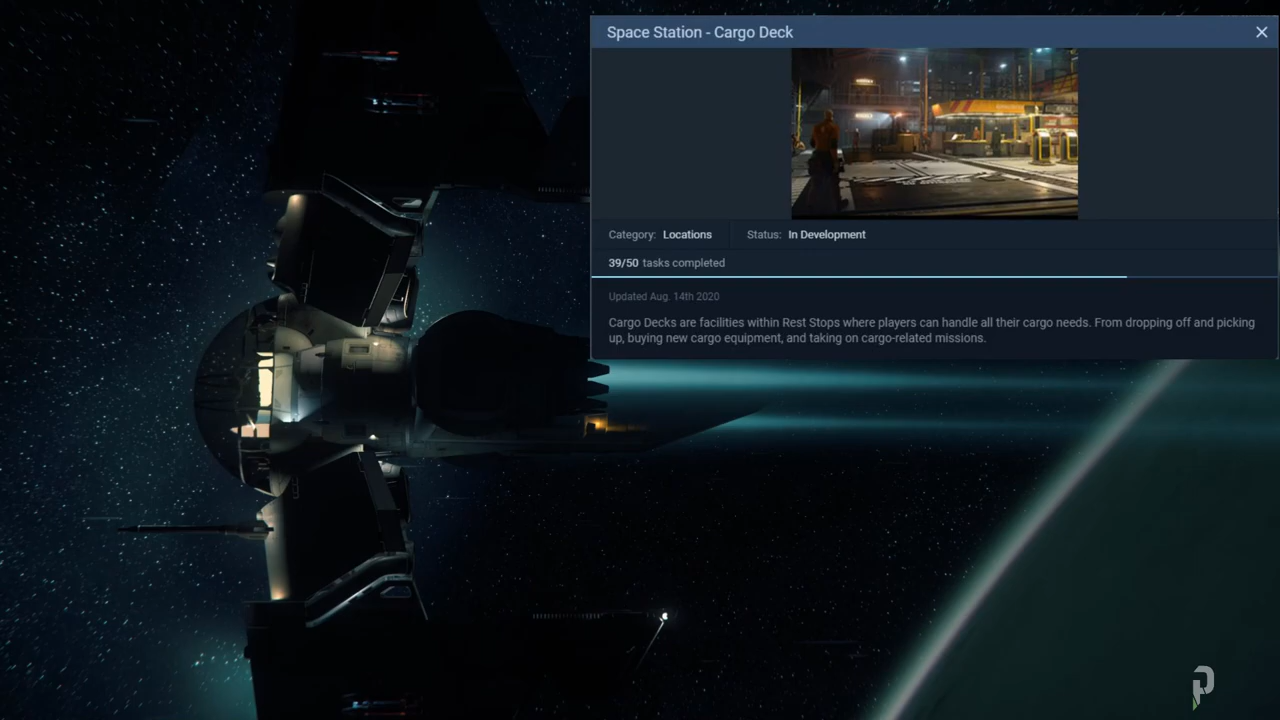 Space Station - Cargo Deck
Category: Locations
Status: In Development
39/50 tasks completed
Updated Aug. 14th 2020
Cargo Decks are facilities within Rest Stops where players can handle all their cargo needs. From dropping off and picking
up, buying new cargo equipment, and taking on cargo-related missions.